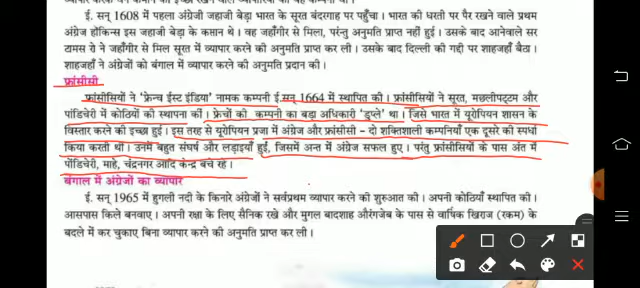 ई. सन् 1608 में पहला अंग्रेजी जहाजी बेड़ा भारत के सूरत बंदरगाह पर पहुँचा। भारत की धरती पर पैर रखने वाले प्रथम
अंग्रेज हॉकिन्स इस जहाजी बेड़ा के कप्तान थे। वह जहाँगीर से मिला, परंतु अनुमति प्राप्त नहीं हुई। उसके बाद आनेवाले सर
टामस रो ने जहाँगीर से मिल सूरत में व्यापार करने की अनुमति प्राप्त कर ली। उसके बाद दिल्ली की गद्दी पर शाहजहाँ बैठा।
शाहजहाँ ने अंग्रेजों को बंगाल में व्यापार करने की अनुमति प्रदान की।
फ्रांसीसी
फ्रांसीसियों ने 'फ्रेन्च ईस्ट इंडिया' नामक कम्पनी ई.सन् 1664 में स्थापित की। फ्रांसीसियों ने सूरत, मछलीपट्टम और
पांडिचेरी में कोठियों की स्थापना कीं। फ्रेंचों की कम्पनी का बड़ा अधिकारी 'डुप्ले' था। जिसे भारत में यूरोपियन शासन के
विस्तार करने की इच्छा हुई। इस तरह से यूरोपियन प्रजा में अंग्रेज और फ्रांसीसी - दो शक्तिशाली कम्पनियाँ एक दूसरे की स्पर्धा
किया करती थी। उनमें बहुत संघर्ष और लड़ाइयाँ हुईं, जिसमें अन्त में अंग्रेज सफल हुए। परंतु फ्रांसीसियों के पास अंत में
पोंडिचेरी, माहे, चंद्रनगर आदि केन्द्र बचे रहे।
बंगाल में अंग्रेजों का व्यापार
ई. सन् 1965 में हुगली नदी के किनारे अंग्रेजों ने सर्वप्रथम व्यापार करने की शुरुआत की। अपनी कोठियाँ स्थापित की।
आसपास किले बनवाए। अपनी रक्षा के लिए सैनिक रखे और मुगल बादशाह औरंगजेब के पास से वार्षिक खिराज (रकम) के
बदले में कर चुकाए बिना व्यापार करने की अनुमति प्राप्त कर ली।